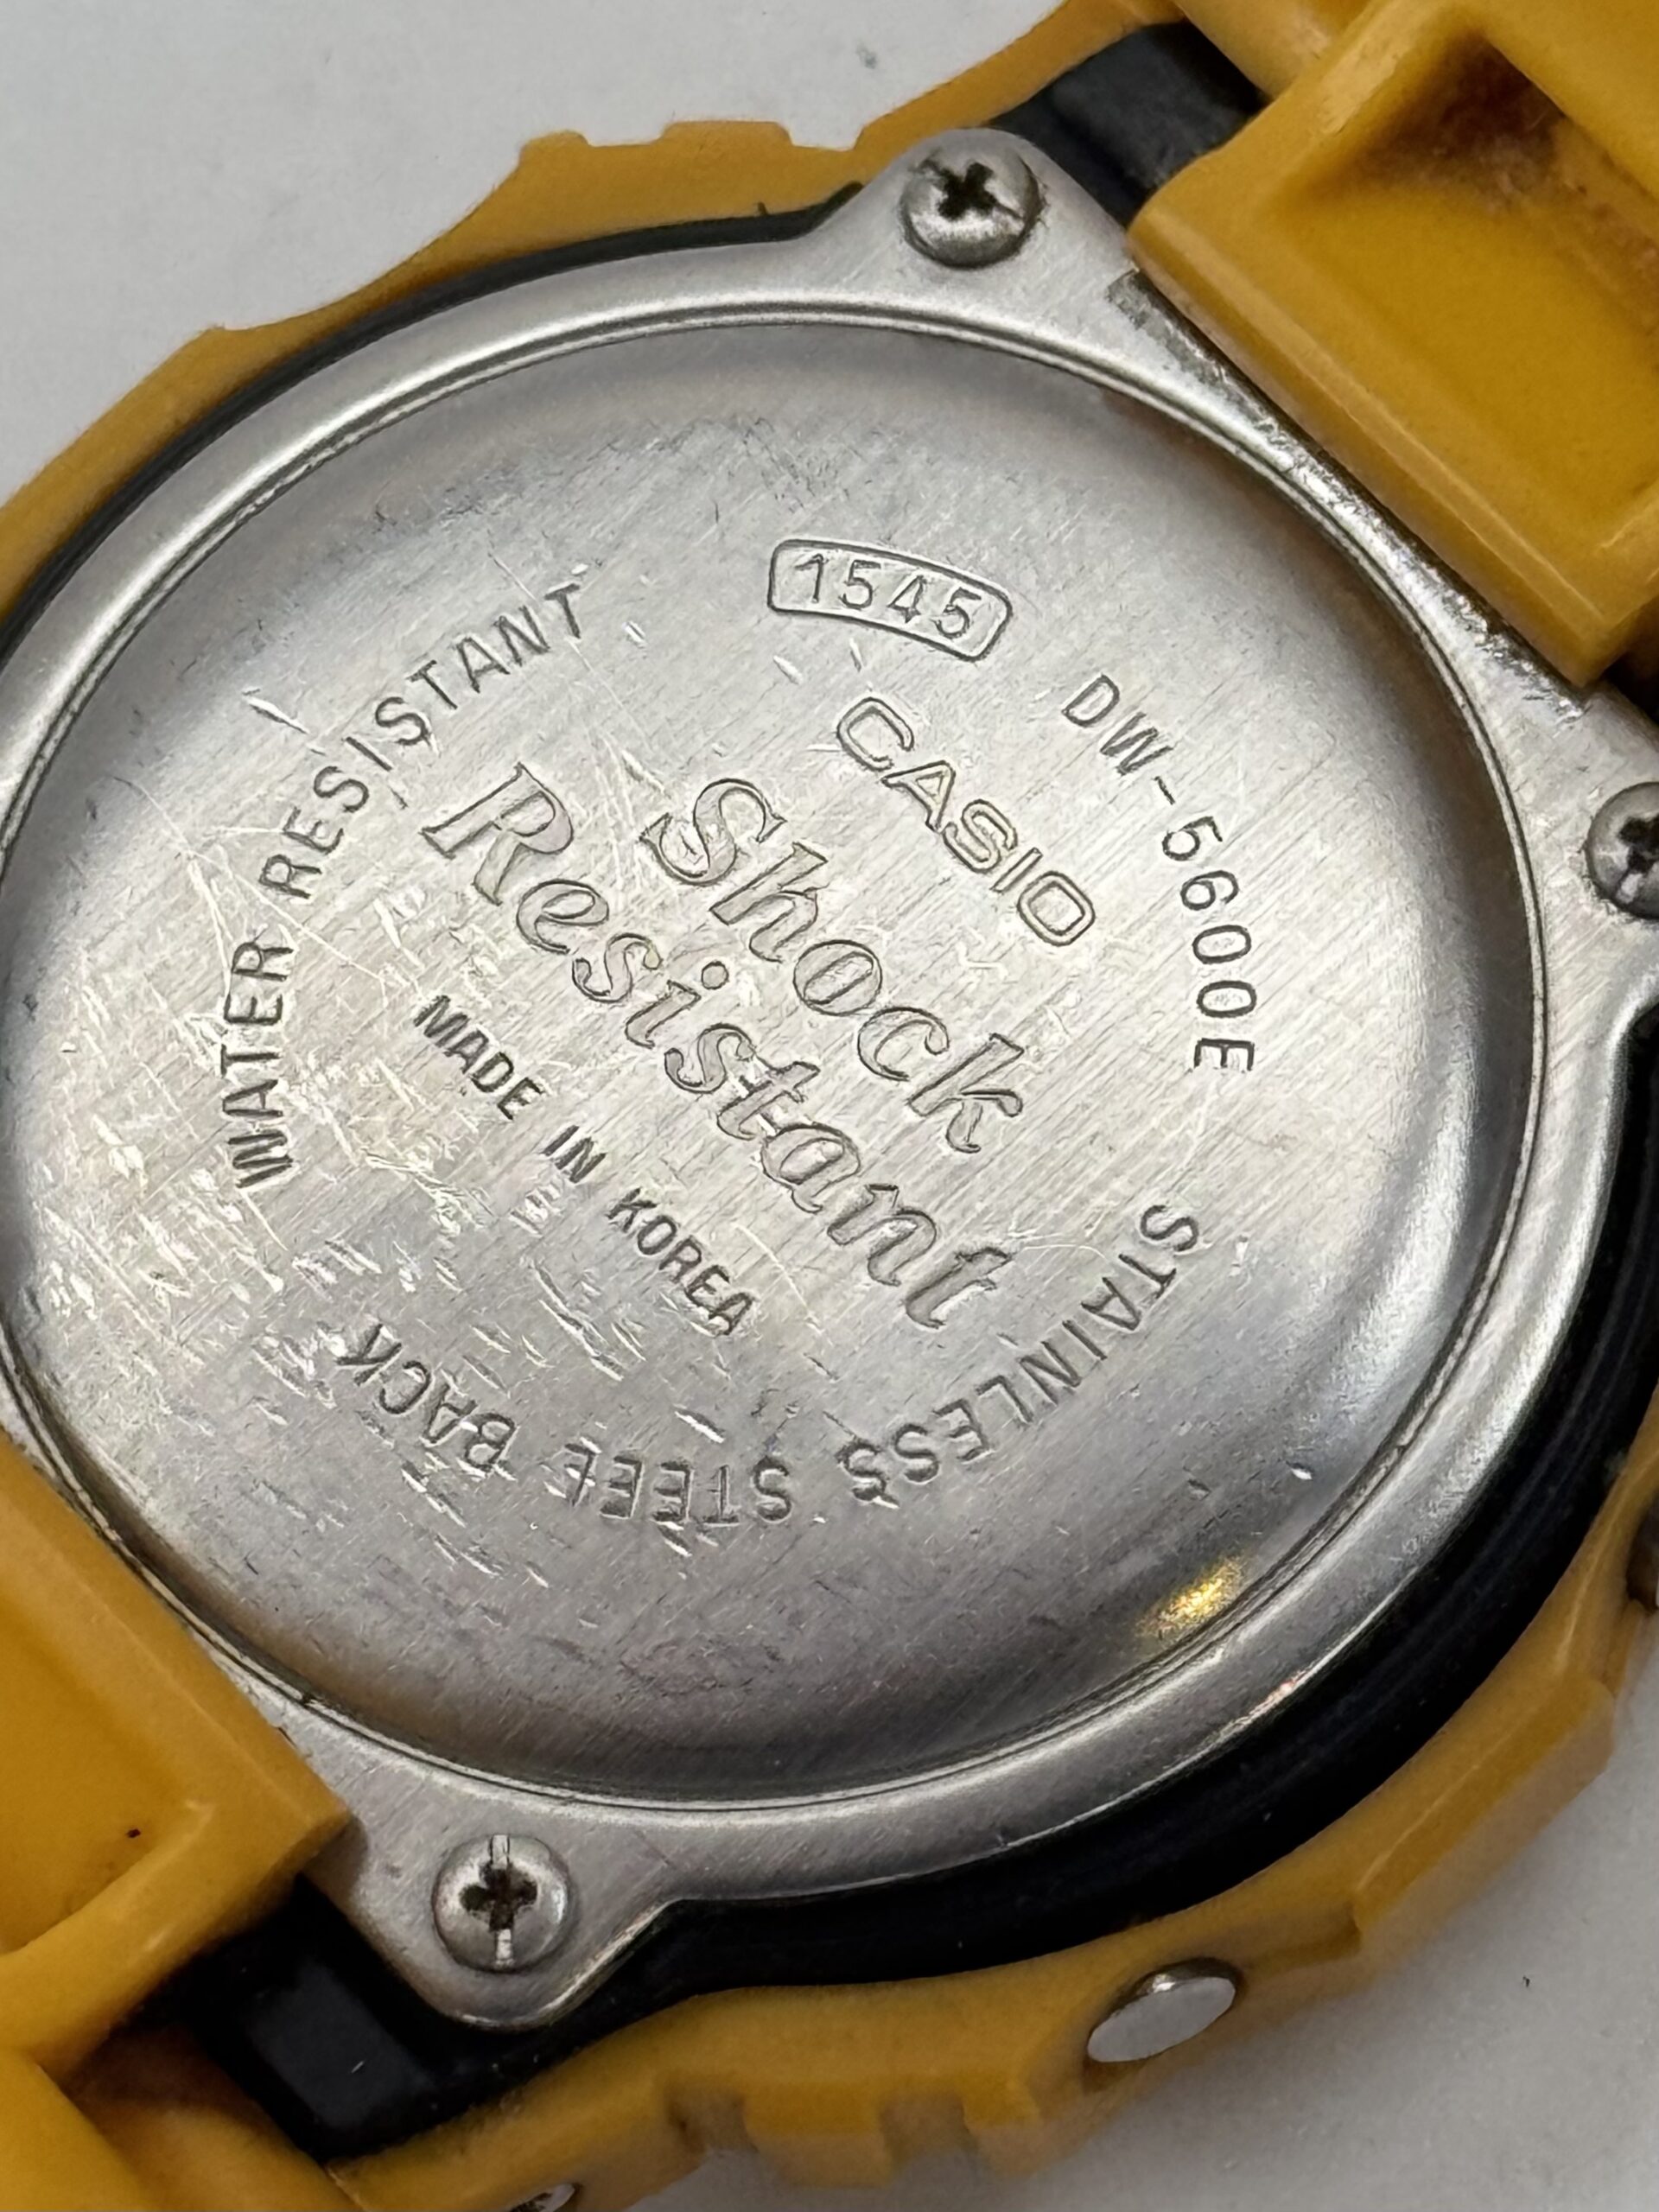 1545
DW-5600E
CASIO
Shock
Resistant
MADE IN KOREA
WATER RESISTANT
STAINLESS STEEL BACK